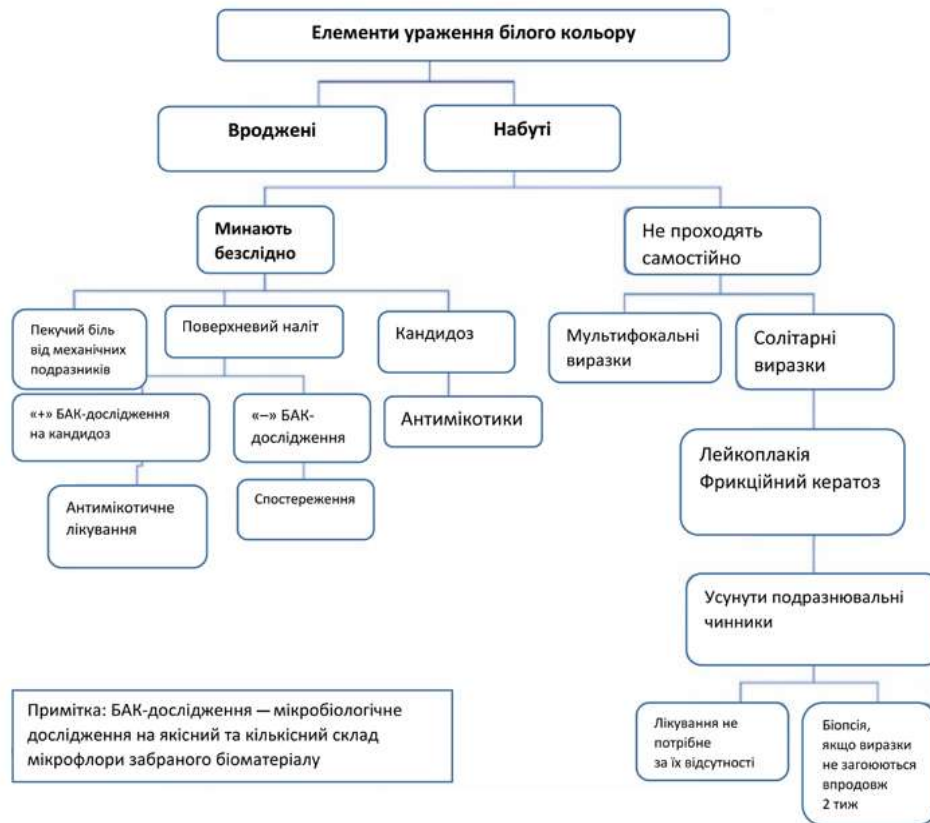 Елементи ураження білого кольору
Вроджені
Набуті
Минають
безслідно
Не проходять
самостійно
Пекучий біль
від механічних
подразників
Поверхневий наліт
Кандидоз
Мультифокальні
виразки
Солітарні
виразки
«+» БАК-дослідження
на кандидоз
«—» БАК-
дослідження
Антимікотики
Лейкоплакія
Фрикційний кератоз
Антимікотичне
лікування
Спостереження
Усунути подразнювальні
чинники
Лікування не
потрібне
за їх відсутності
Біопсія,
якщо виразки
не загоюються
впродовж
2 тиж
Примітка: БАК-дослідження — мікробіологічне
дослідження на якісний та кількісний склад
мікрофлори забраного біоматеріалу